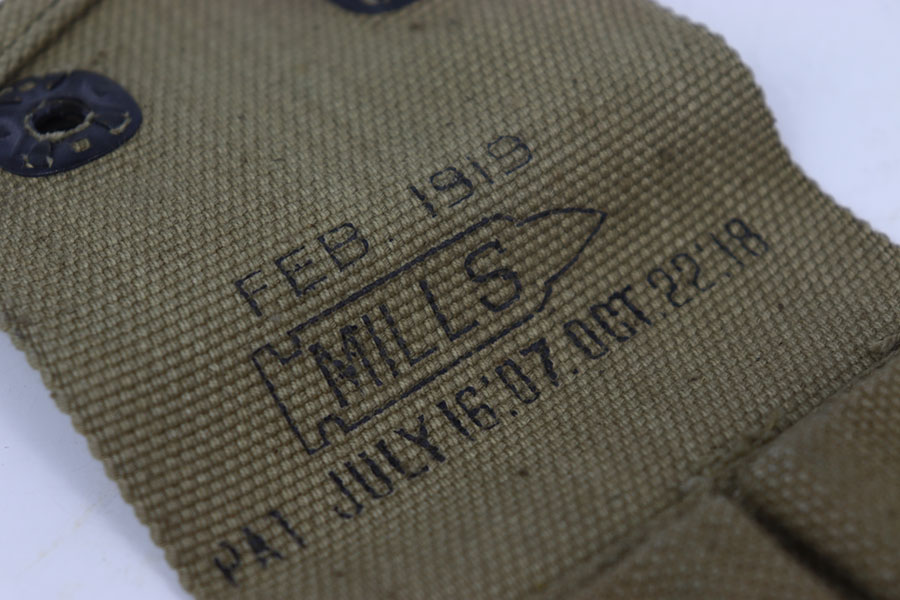 FEB. 1919
MILLS
PAT JULY 16.'07. OCT. 22.'18